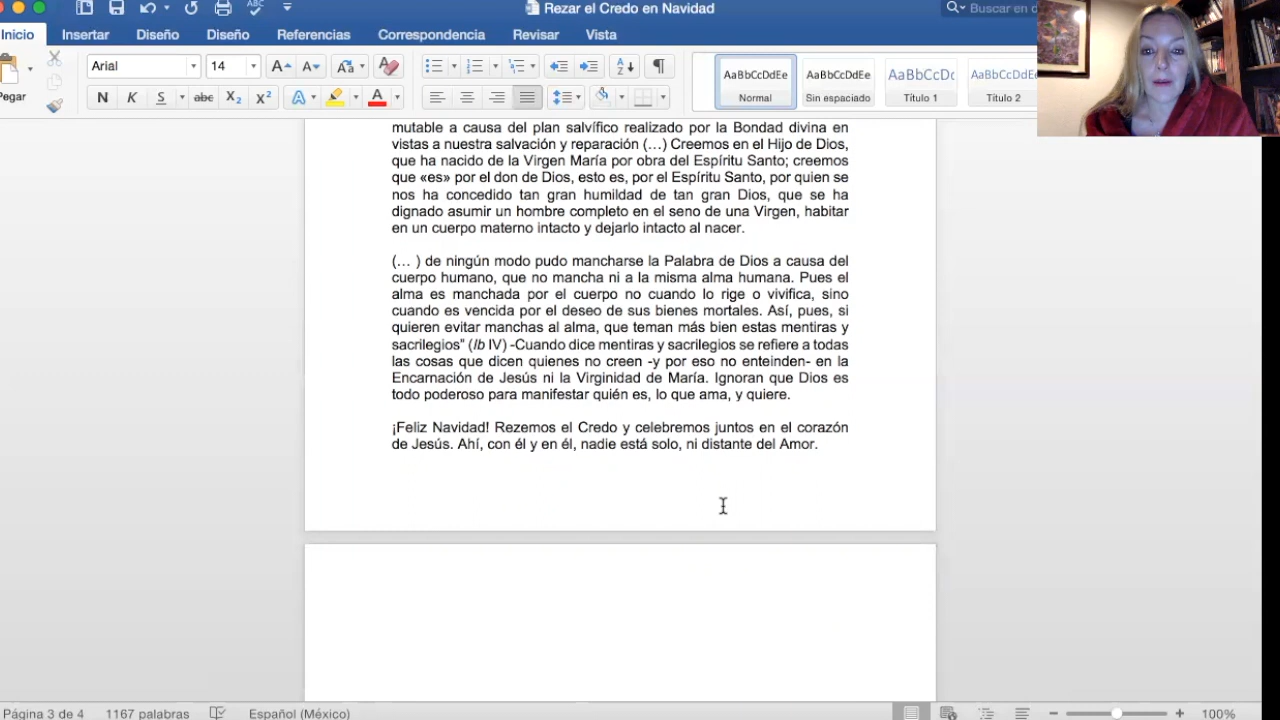 Rezar el Credo en Navidad
Buscar en d
Inicio Insertar Diseño Diseño Referencias Correspondencia Revisar Vista
Pegar Arial 14 A A Aa A AaBbCcDdEe AaBbCcDdEe AaBbCcDc AaBbCcDdEe
N K S abc X₂ X² A A Normal Sin espaciado Título 1 Título 2
mutable a causa del plan salvífico realizado por la Bondad divina en
vistas a nuestra salvación y reparación (…) Creemos en el Hijo de Dios,
que ha nacido de la Virgen María por obra del Espíritu Santo; creemos
que «es» por el don de Dios, esto es, por el Espíritu Santo, por quien se
nos ha concedido tan gran humildad de tan gran Dios, que se ha
dignado asumir un hombre completo en el seno de una Virgen, habitar
en un cuerpo materno intacto y dejarlo intacto al nacer.
(… ) de ningún modo pudo mancharse la Palabra de Dios a causa del
cuerpo humano, que no mancha ni a la misma alma humana. Pues el
alma es manchada por el cuerpo no cuando lo rige o vivifica, sino
cuando es vencida por el deseo de sus bienes mortales. Así, pues, si
quieren evitar manchas al alma, que teman más bien estas mentiras y
sacrilegios” (Ib IV) -Cuando dice mentiras y sacrilegios se refiere a todas
las cosas que dicen quienes no creen -y por eso no enteinden- en la
Encarnación de Jesús ni la Virginidad de María. Ignoran que Dios es
todo poderoso para manifestar quién es, lo que ama, y quiere.
¡Feliz Navidad! Rezemos el Credo y celebremos juntos en el corazón
de Jesús. Ahí, con él y en él, nadie está solo, ni distante del Amor.
Página 3 de 4 1167 palabras Español (México) 100%